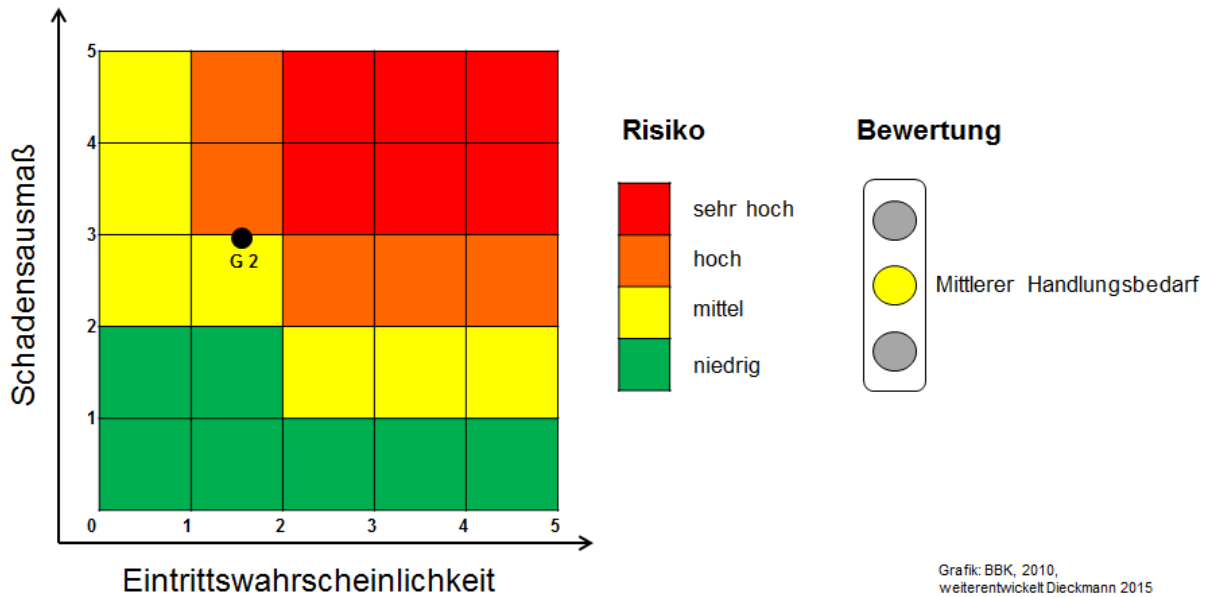 Schadensausmaß
5
4
3
2
1
0 1 2 3 4 5
G 2
Eintrittswahrscheinlichkeit
Risiko
sehr hoch
hoch
mittel
niedrig
Bewertung
Mittlerer Handlungsbedarf
Grafik: BBK, 2010,
weiterentwickelt Dieckmann 2015